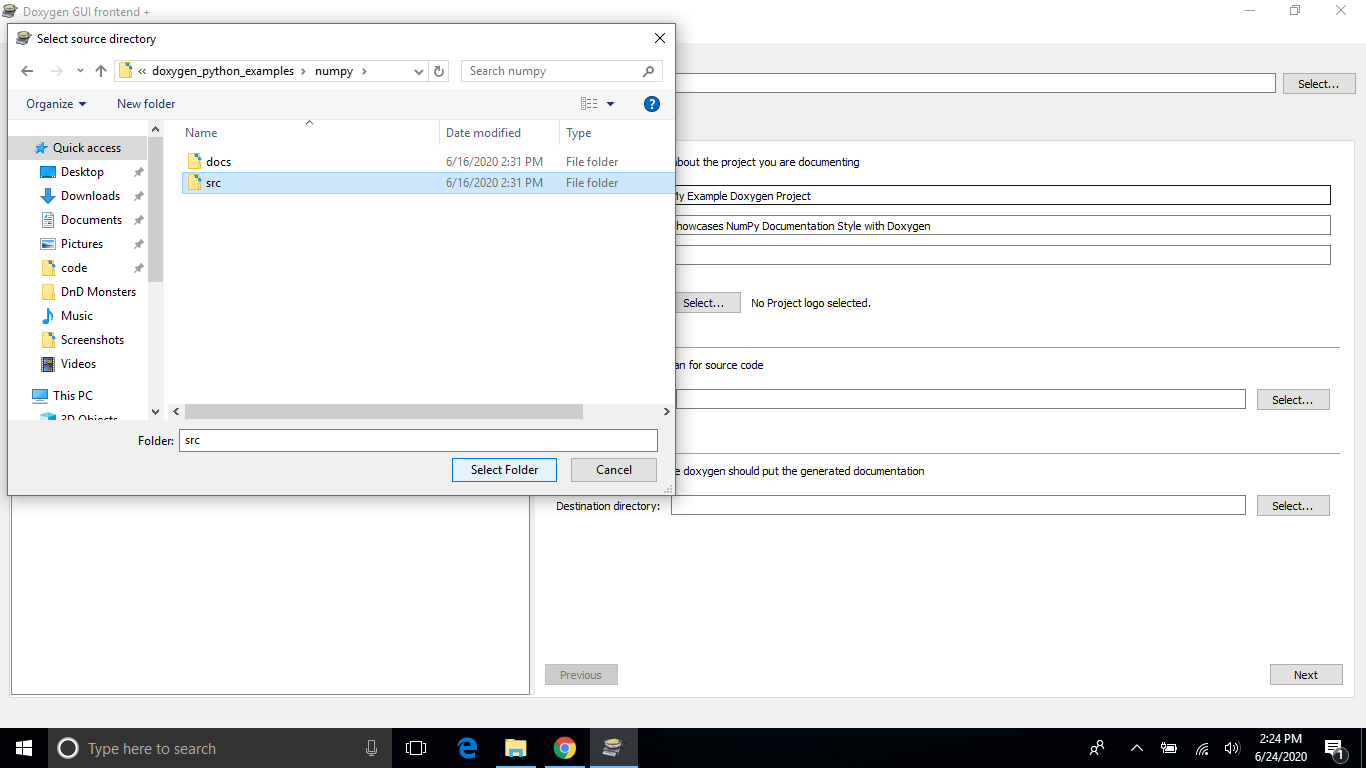 Doxygen GUI frontend +
Select source directory
« doxygen_python_examples > numpy >
Search numpy
Organize
New folder
?
Name
Date modified
Type
Quick access
Desktop
Downloads
Documents
Pictures
code
DnD Monsters
Music
Screenshots
Videos
This PC
3D Objects
docs 6/16/2020 2:31 PM File folder
src 6/16/2020 2:31 PM File folder
Folder: src
Select Folder
Cancel
Select...
about the project you are documenting
My Example Doxygen Project
howcases NumPy Documentation Style with Doxygen
Select... No Project logo selected.
an for source code
Select...
e doxygen should put the generated documentation
Destination directory:
Select...
Previous
Next
Type here to search
2:24 PM
6/24/2020
1